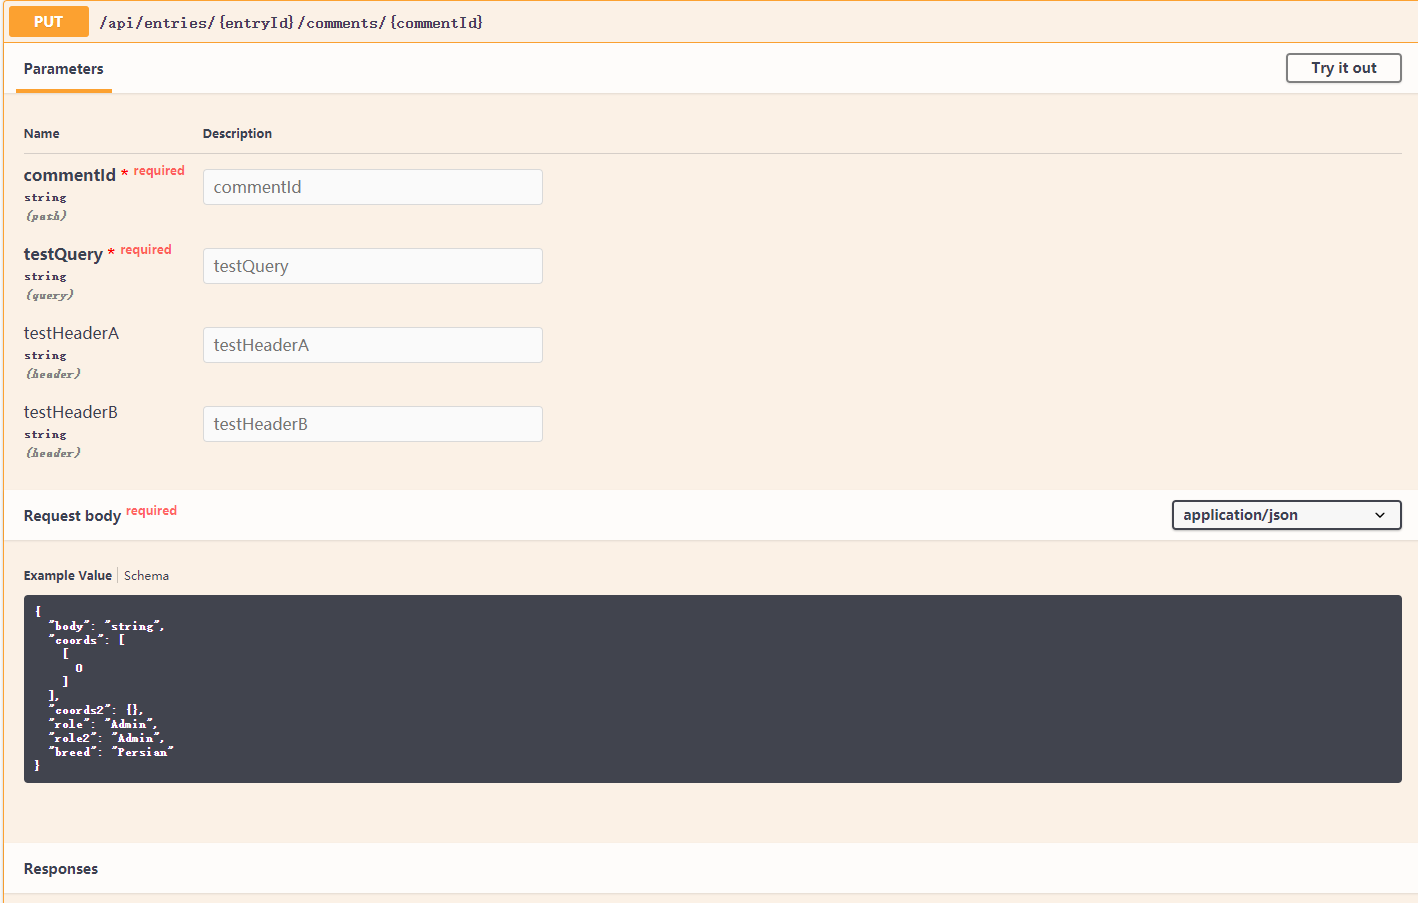 PUT /api/entries/{entryId}/comments/{commentId}
Parameters
Try it out
Name Description
commentId * required
string
(path)
commentId
testQuery * required
string
(query)
testQuery
testHeaderA
string
(header)
testHeaderA
testHeaderB
string
(header)
testHeaderB
Request body required
application/json
Example Value Schema
{
  "body": "string",
  "coords": [
    [
      0
    ]
  ],
  "coords2": {},
  "role": "Admin",
  "role2": "Admin",
  "breed": "Persian"
}
Responses